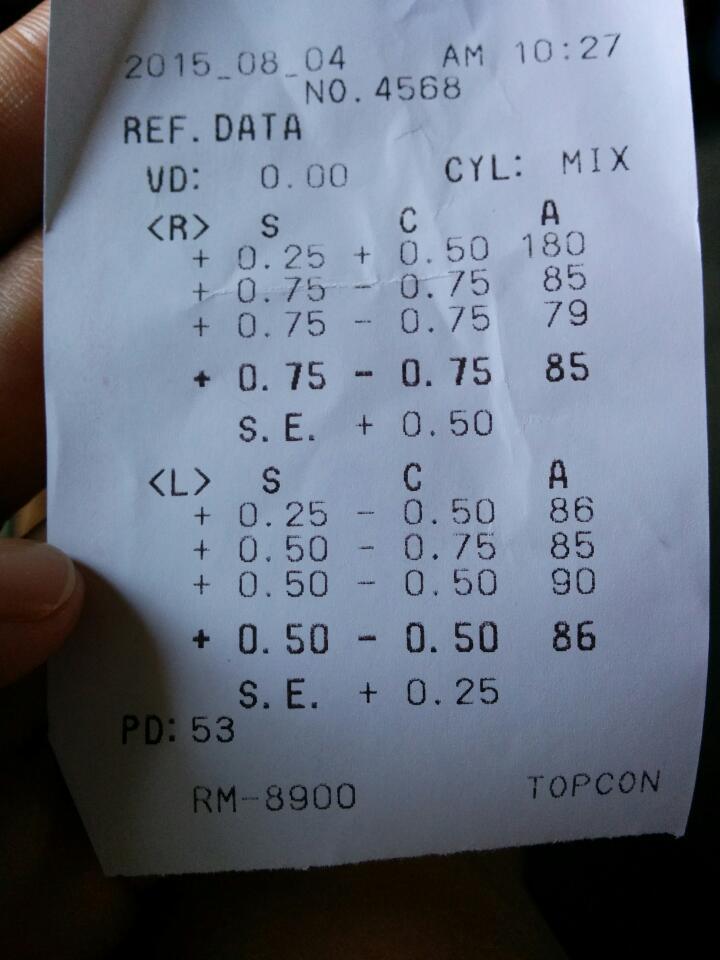 2015_08_04 AM 10:27
NO. 4568
REF. DATA
VD: 0.00 CYL: MIX
<R> S C A
+ 0.25 + 0.50 180
+ 0.75 - 0.75 85
+ 0.75 - 0.75 79
+ 0.75 - 0.75 85
S.E. + 0.50
<L> S C A
+ 0.25 - 0.50 86
+ 0.50 - 0.75 85
+ 0.50 - 0.50 90
+ 0.50 - 0.50 86
S.E. + 0.25
PD: 53
RM-8900 TOPCON